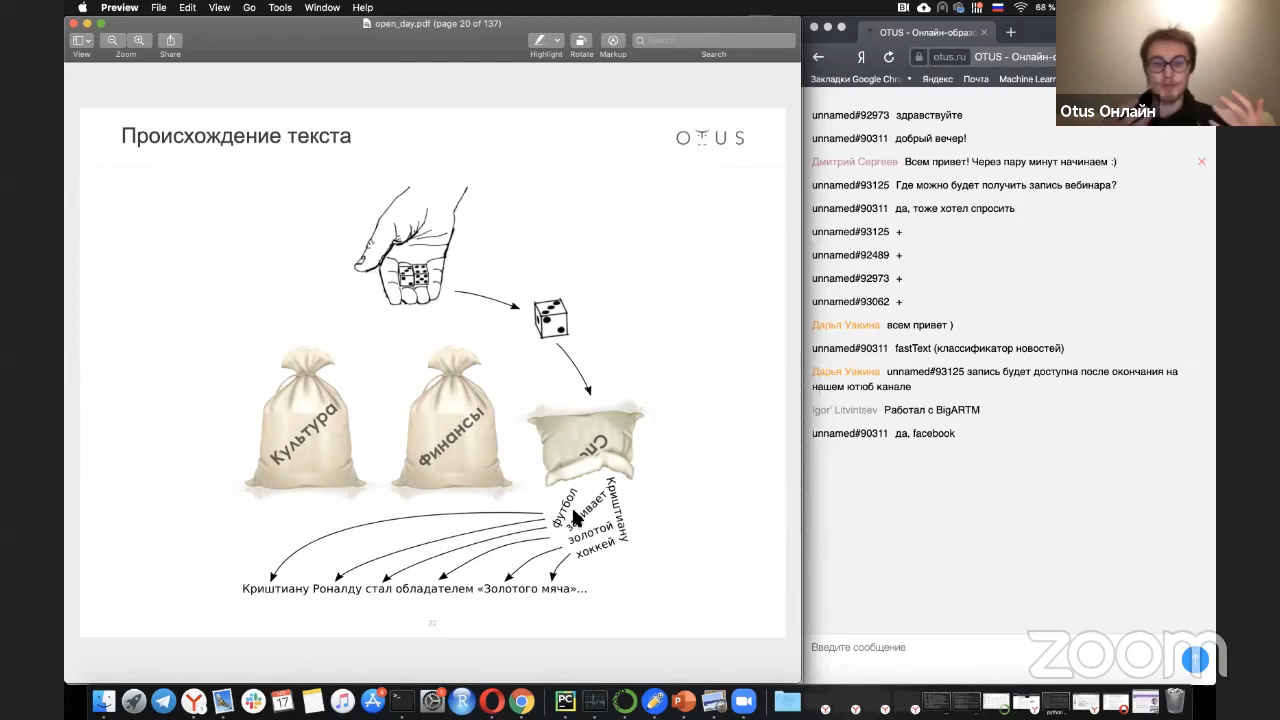 Preview File Edit View Go Tools Window Help
68 %
open_day.pdf (page 20 of 137)
View Zoom Share Highlight Rotate Markup Search
Search
Происхождение текста
OTUS
Культура
Финансы
Спо
футбол
Криштиану
золотой
хоккей
Криштиану Роналду стал обладателем «Золотого мяча»...
20
OTUS - Онлайн-образо
otus.ru OTUS - Онлайн-о
Закладки Google Chro Яндекс Почта Machine Learn
Otus Онлайн
unnamed#92973 здравствуйте
unnamed#90311 добрый вечер!
Дмитрий Сергеев Всем привет! Через пару минут начинаем :)
unnamed#93125 Где можно будет получить запись вебинара?
unnamed#90311 да, тоже хотел спросить
unnamed#93125 +
unnamed#92489 +
unnamed#92973 +
unnamed#93062 +
Дарья Уакина всем привет )
unnamed#90311 fastText (классификатор новостей)
Дарья Уакина unnamed#93125 запись будет доступна после окончания на
нашем ютюб канале
Igor' Litvintsev Работал с BigARTM
unnamed#90311 да, facebook
Введите сообщение
zoom